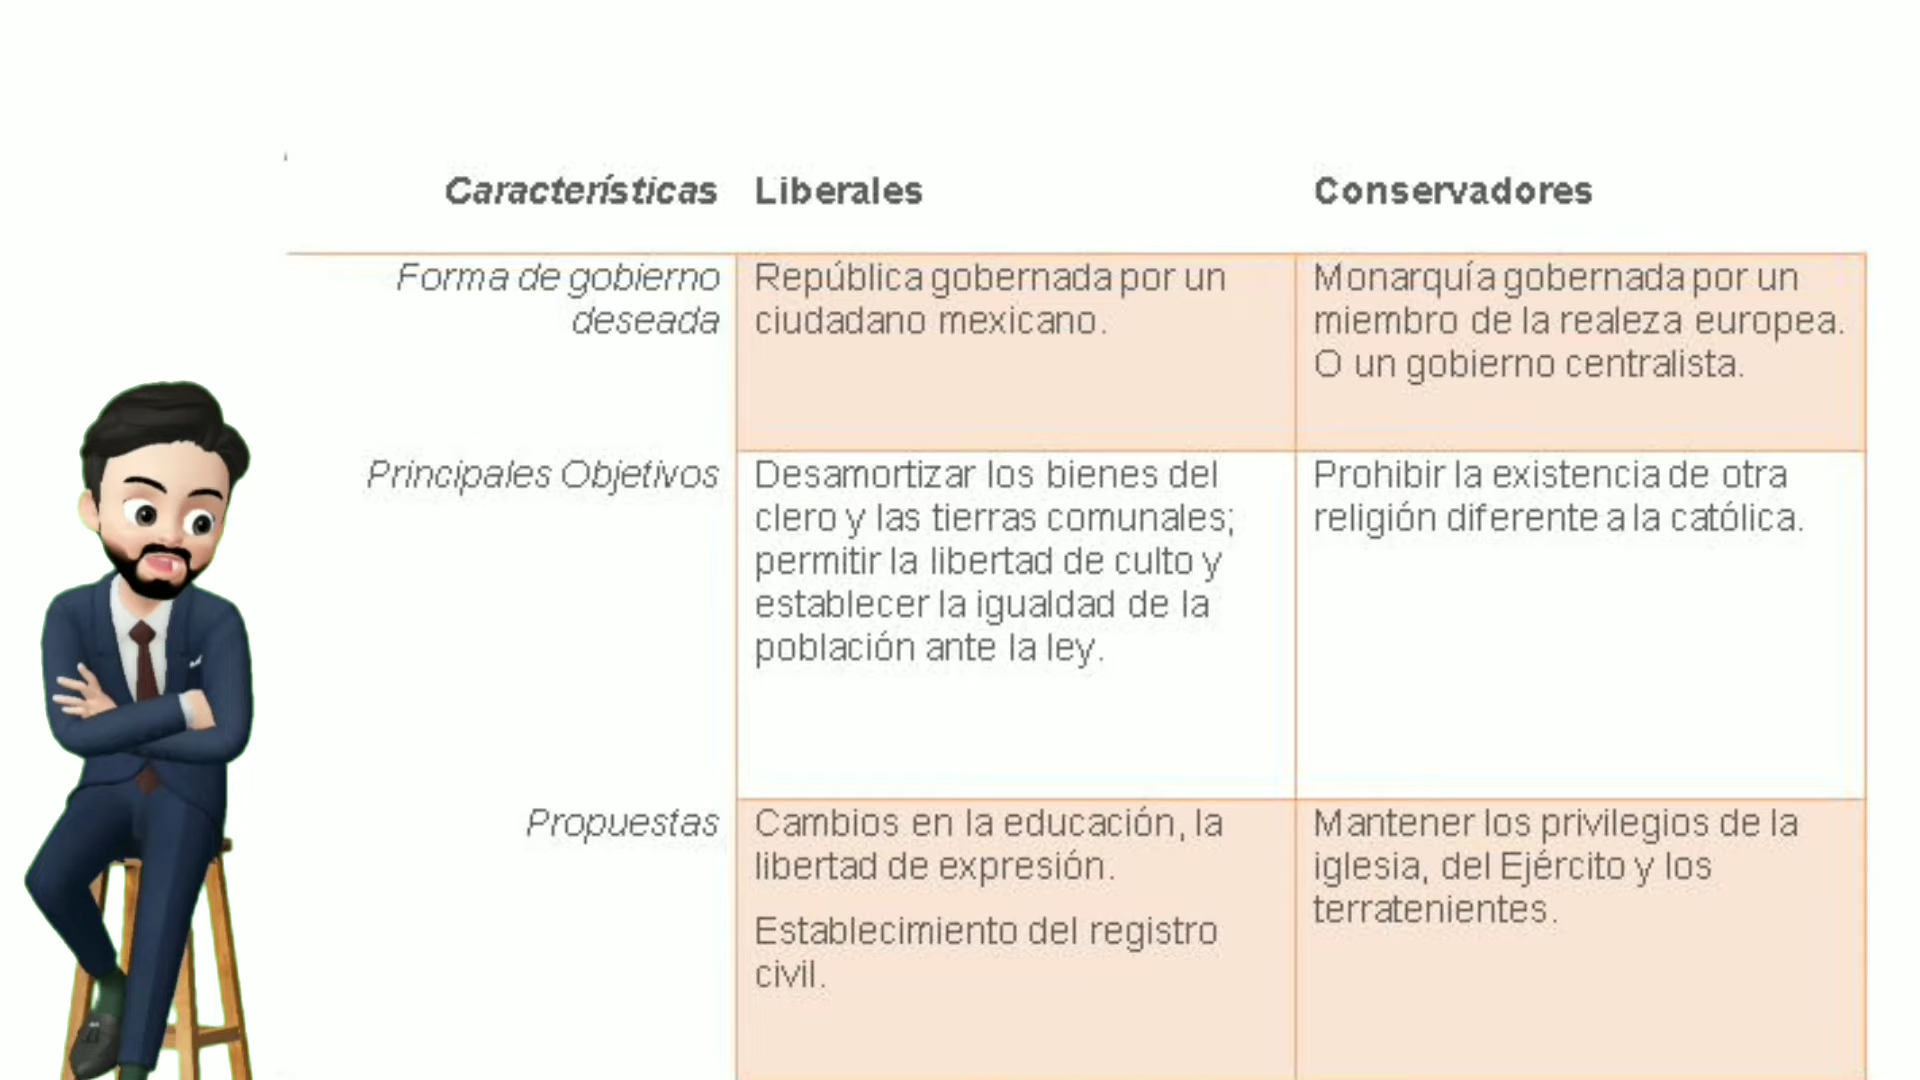 Características Liberales Conservadores
Forma de gobierno
deseada
República gobernada por un
ciudadano mexicano.
Monarquía gobernada por un
miembro de la realeza europea.
O un gobierno centralista.
Principales Objetivos
Desamortizar los bienes del
clero y las tierras comunales;
permitir la libertad de culto y
establecer la igualdad de la
población ante la ley.
Prohibir la existencia de otra
religión diferente a la católica.
Propuestas
Cambios en la educación, la
libertad de expresión.
Establecimiento del registro
civil.
Mantener los privilegios de la
iglesia, del Ejército y los
terratenientes.